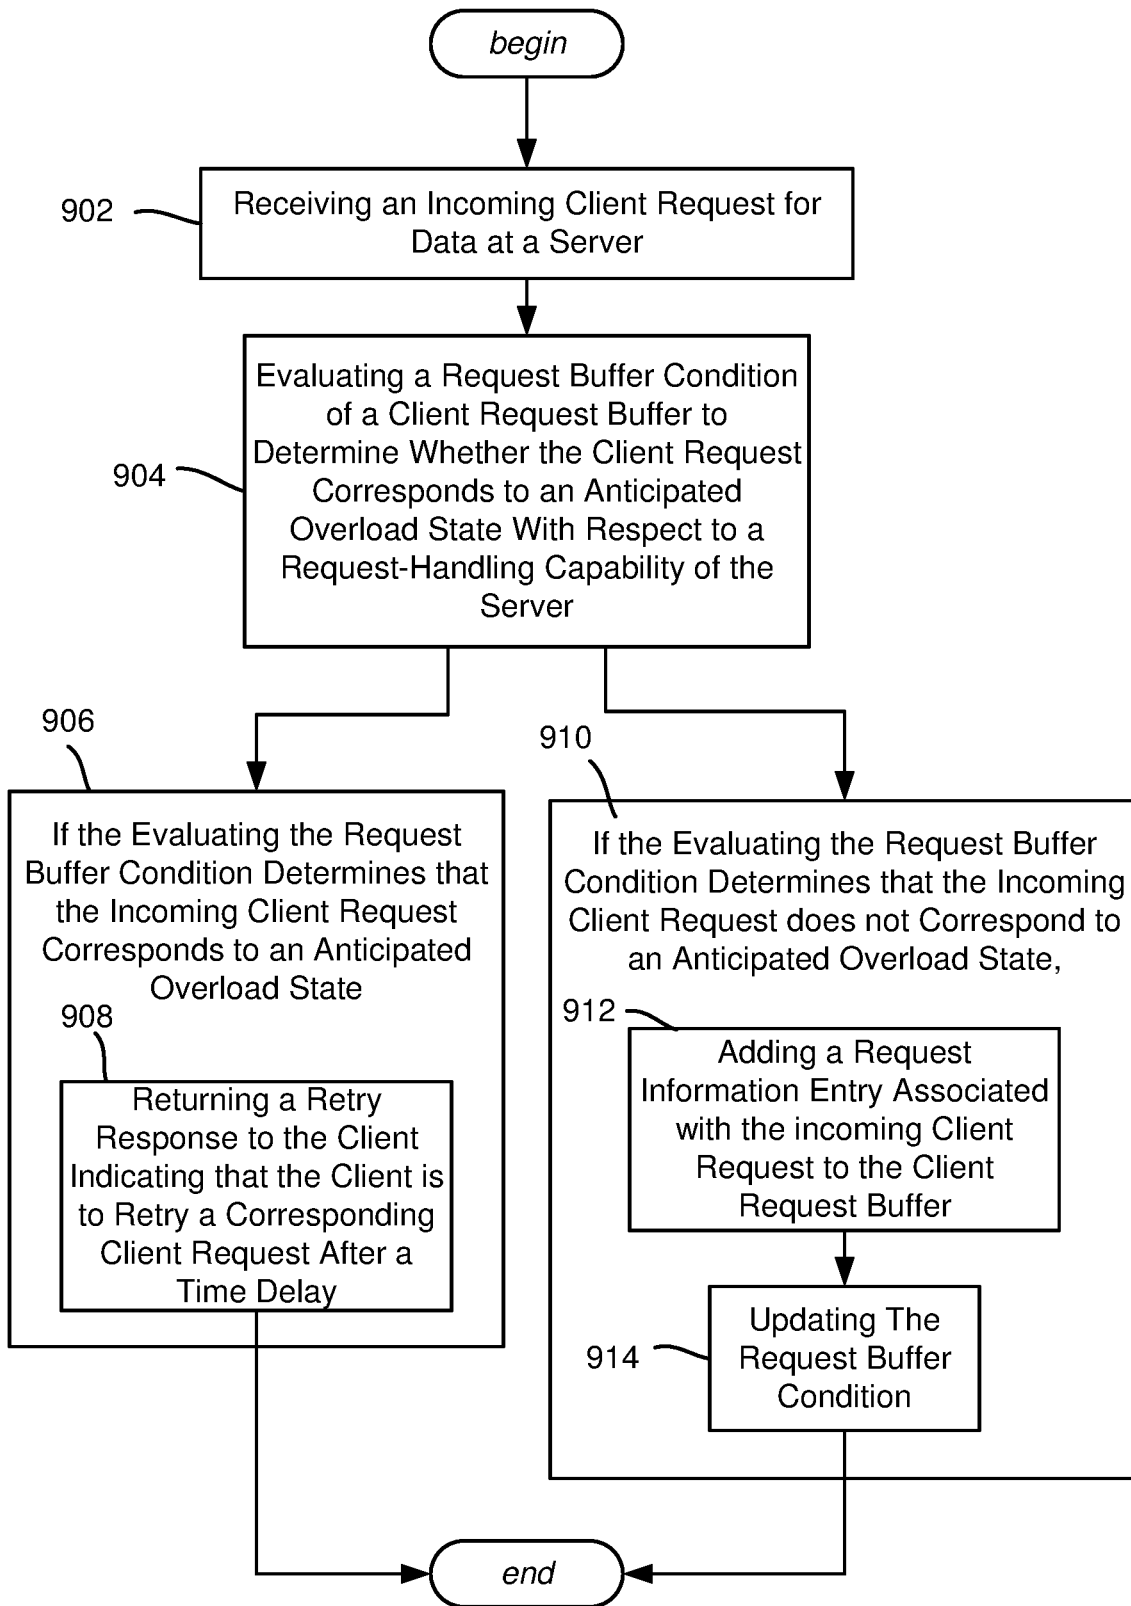 begin
902
Receiving an Incoming Client Request for
Data at a Server
904
Evaluating a Request Buffer Condition
of a Client Request Buffer to
Determine Whether the Client Request
Corresponds to an Anticipated
Overload State With Respect to a
Request-Handling Capability of the
Server
906
If the Evaluating the Request
Buffer Condition Determines that
the Incoming Client Request
Corresponds to an Anticipated
Overload State
908
Returning a Retry
Response to the Client
Indicating that the Client is
to Retry a Corresponding
Client Request After a
Time Delay
910
If the Evaluating the Request Buffer
Condition Determines that the Incoming
Client Request does not Correspond to
an Anticipated Overload State,
912
Adding a Request
Information Entry Associated
with the incoming Client
Request to the Client
Request Buffer
914
Updating The
Request Buffer
Condition
end